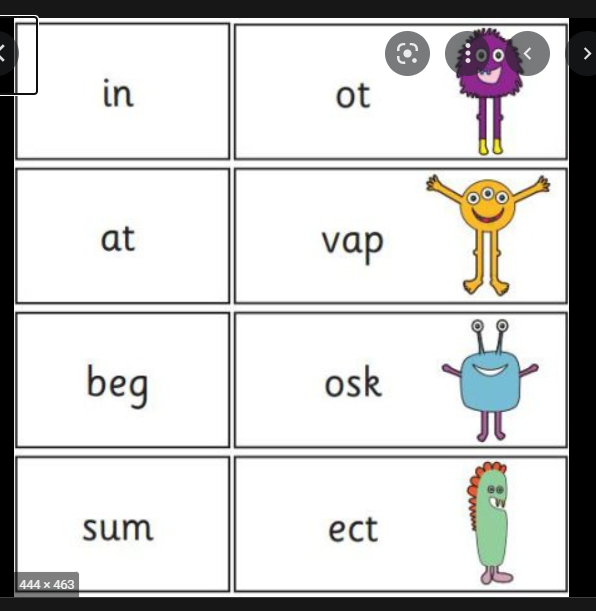 in ot
at vap
beg osk
sum ect
444 × 463